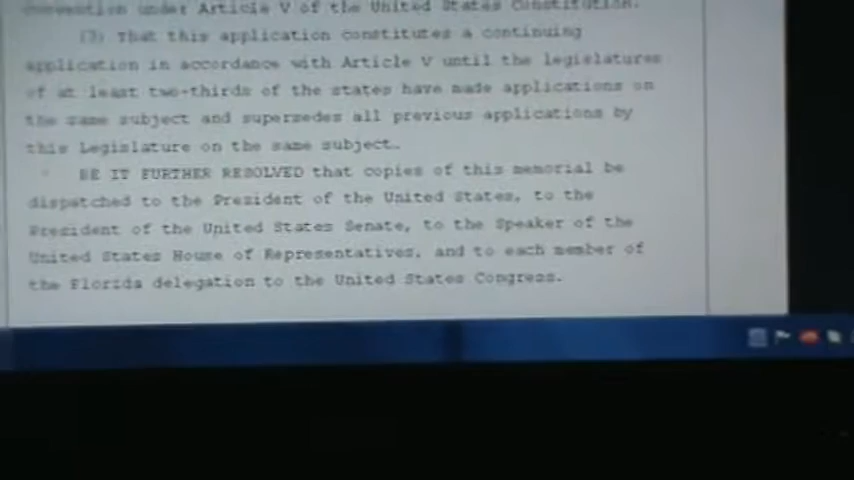 convention under Article V of the United States Constitution.
(3) That this application constitutes a continuing
application in accordance with Article V until the legislatures
of at least two-thirds of the states have made applications on
the same subject and supersedes all previous applications by
this Legislature on the same subject.
BE IT FURTHER RESOLVED that copies of this memorial be
dispatched to the President of the United States, to the
President of the United States Senate, to the Speaker of the
United States House of Representatives, and to each member of
the Florida delegation to the United States Congress.